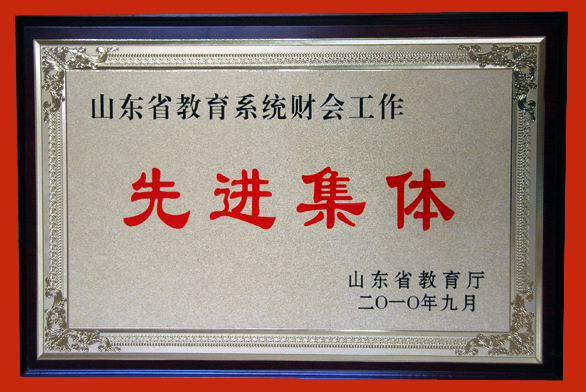 山东省教育系统财会工作
先进集体
山东省教育厅
二〇一〇年九月